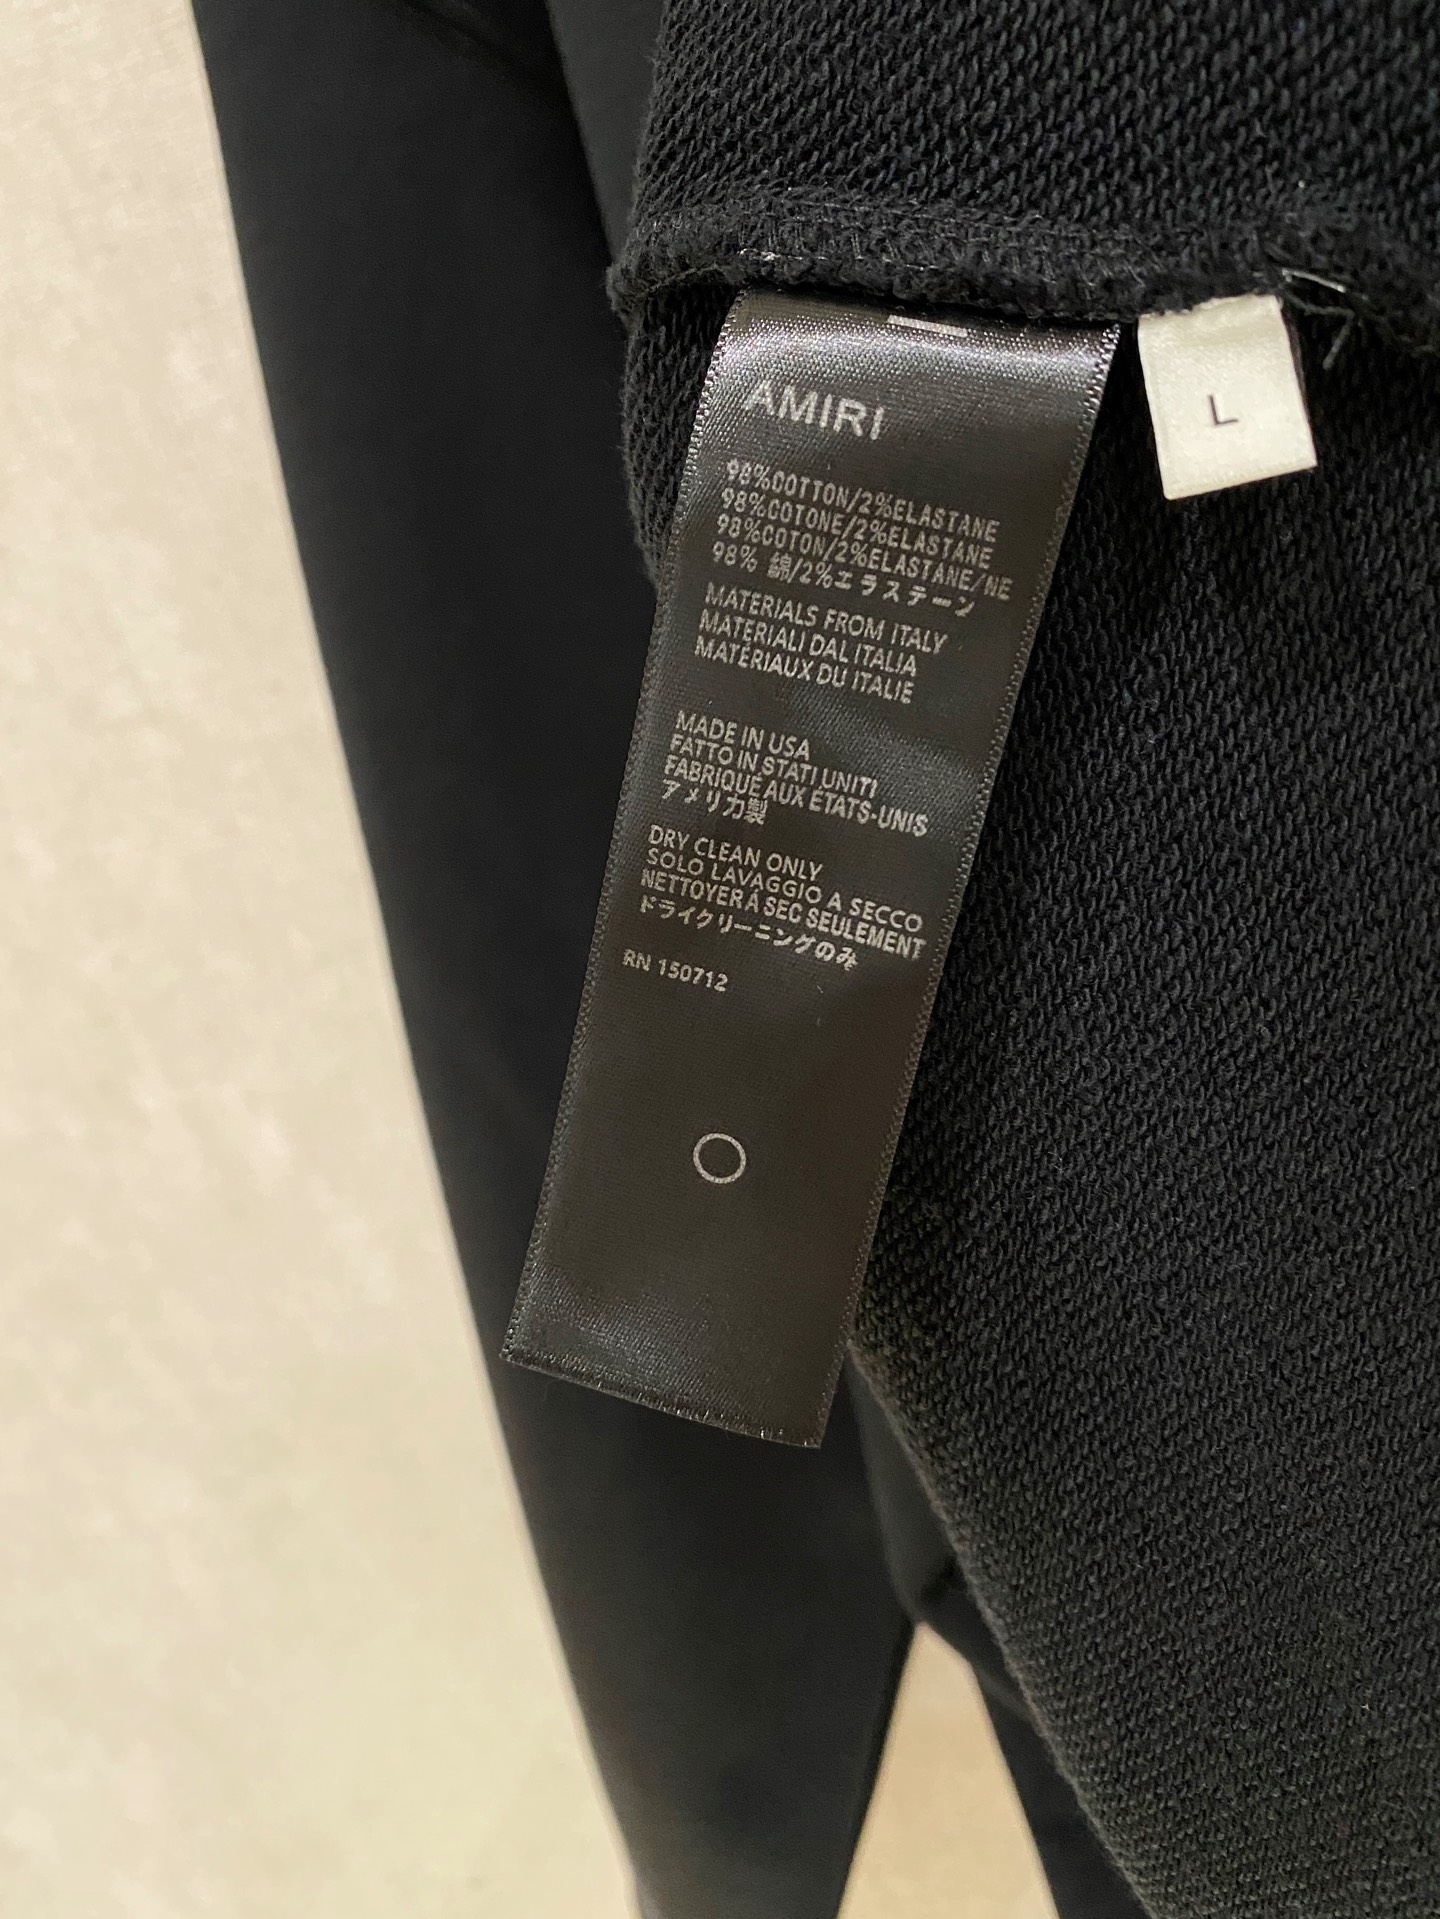 AMIRI
98%COTTON/2%ELASTANE
98%COTONE/2%ELASTANE
98%COTON/2%ELASTANE/NE
98% 綿/2%エラステーン
MATERIALS FROM ITALY
MATERIALI DAL ITALIA
MATÉRIAUX DU ITALIE
MADE IN USA
FATTO IN STATI UNITI
FABRIQUÉ AUX ÉTATS-UNIS
アメリカ製
DRY CLEAN ONLY
SOLO LAVAGGIO A SECCO
NETTOYER Á SEC SEULEMENT
ドライクリーニングのみ
RN 150712
L